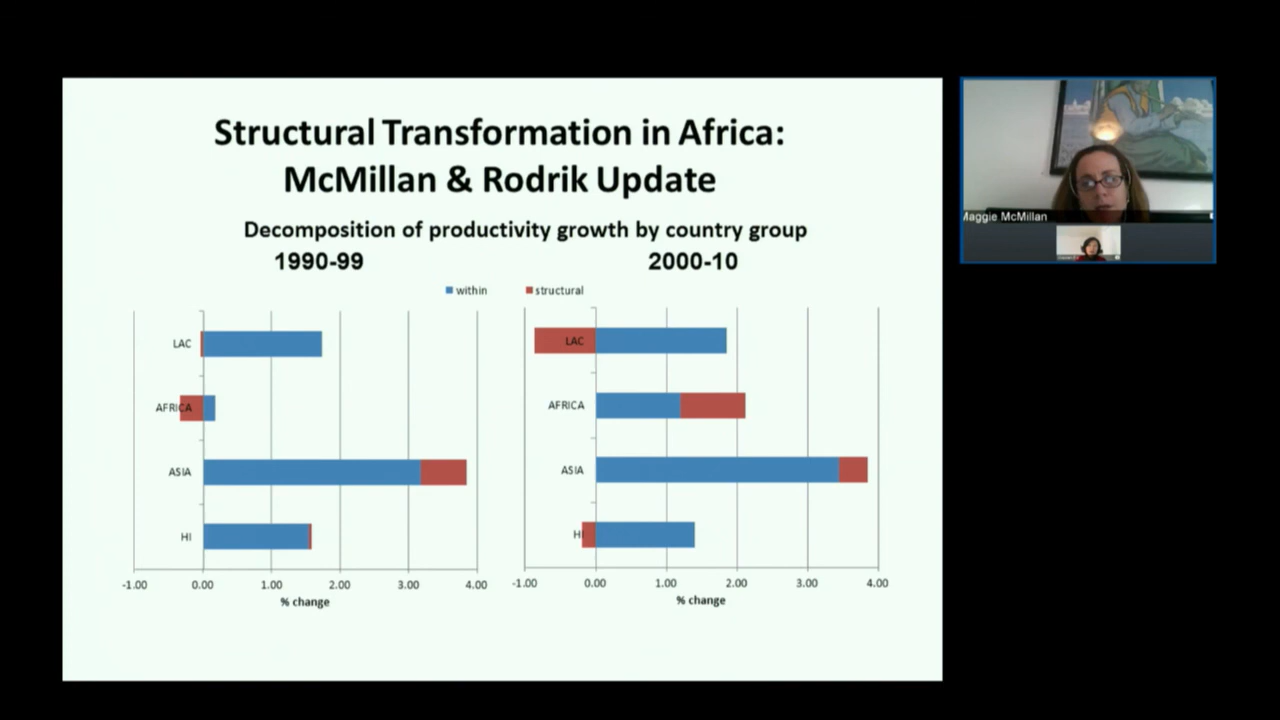 Structural Transformation in Africa:
McMillan & Rodrik Update
Decomposition of productivity growth by country group
1990-99
2000-10
within
structural
LAC
AFRICA
ASIA
HI
-1.00 0.00 1.00 2.00 3.00 4.00
% change
LAC
AFRICA
ASIA
HI
-1.00 0.00 1.00 2.00 3.00 4.00
% change
Maggie McMillan